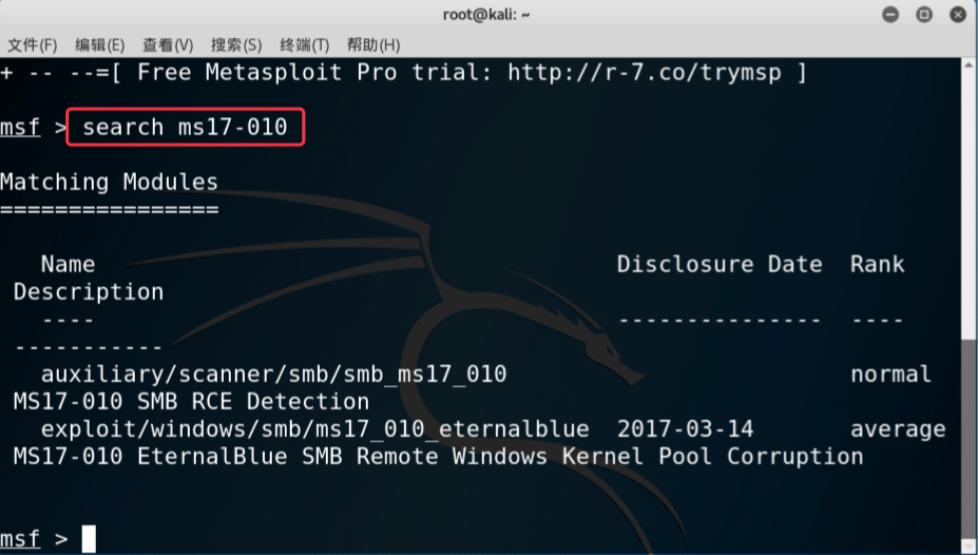 root@kali: ~
文件(F) 编辑(E) 查看(V) 搜索(S) 终端(T) 帮助(H)
+ -- --=[ Free Metasploit Pro trial: http://r-7.co/trymsp ]
msf > search ms17-010
Matching Modules
================
Name Disclosure Date Rank
Description
---- --------------- ----
-----------
auxiliary/scanner/smb/smb_ms17_010 normal
MS17-010 SMB RCE Detection
exploit/windows/smb/ms17_010_eternalblue 2017-03-14 average
MS17-010 EternalBlue SMB Remote Windows Kernel Pool Corruption
msf >